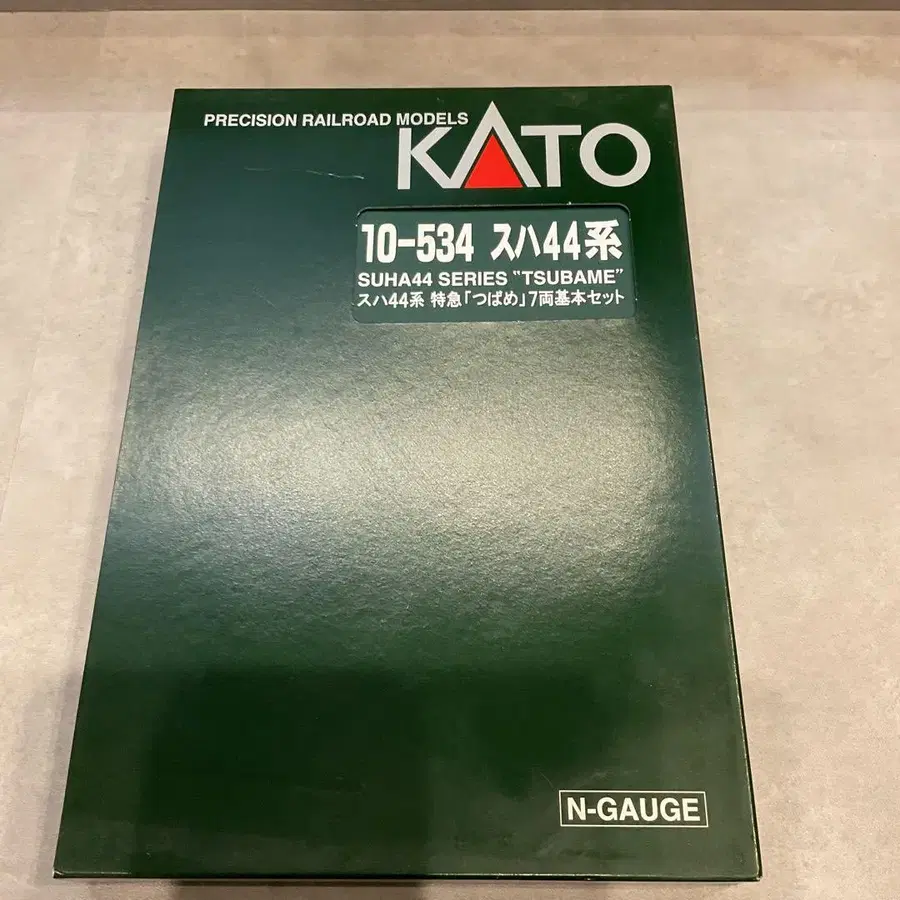 PRECISION RAILROAD MODELS
KATO
10-534 スハ44系
SUHA44 SERIES "TSUBAME"
スハ44系 特急「つばめ」7両基本セット
N-GAUGE